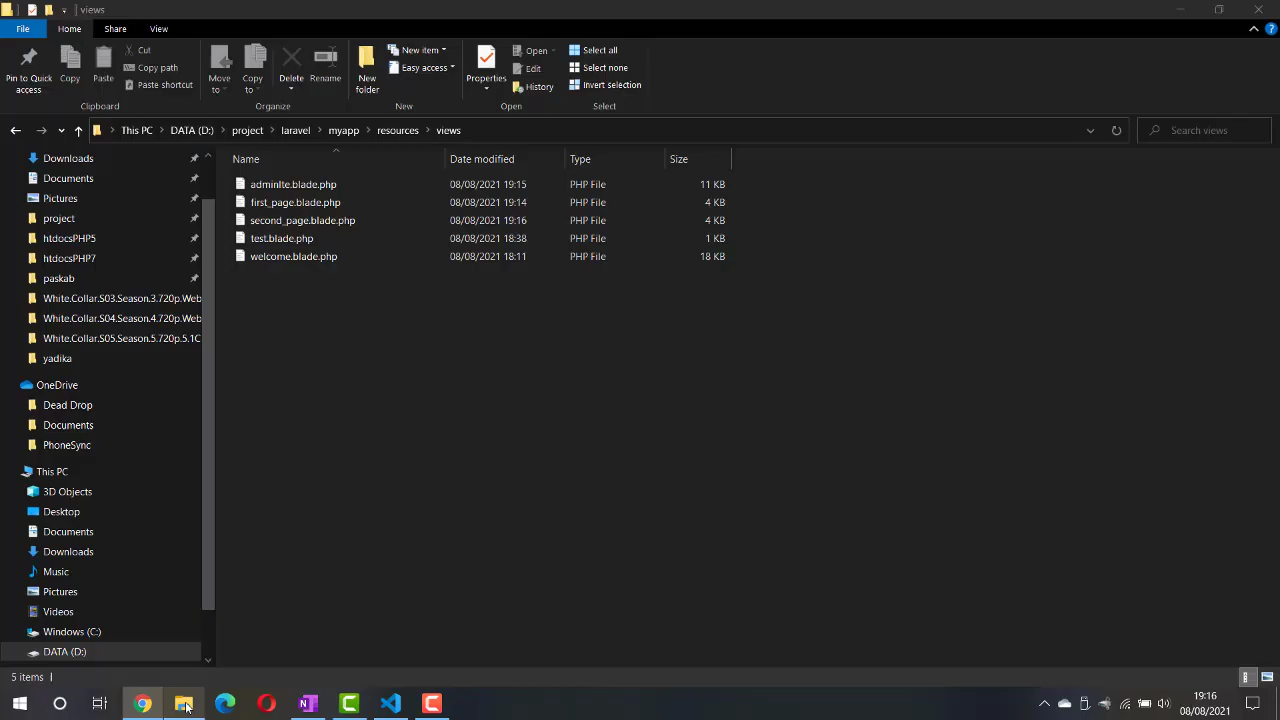 views
File Home Share View
Pin to Quick access
Copy
Paste
Cut
Copy path
Paste shortcut
Clipboard
Move to
Copy to
Delete
Rename
Organize
New folder
New item
Easy access
New
Properties
Open
Edit
History
Open
Select all
Select none
Invert selection
Select
This PC DATA (D:) project laravel myapp resources views
Search views
Downloads
Documents
Pictures
project
htdocsPHP5
htdocsPHP7
paskab
White.Collar.S03.Season.3.720p.Web
White.Collar.S04.Season.4.720p.Web
White.Collar.S05.Season.5.720p.5.1C
yadika
OneDrive
Dead Drop
Documents
PhoneSync
This PC
3D Objects
Desktop
Documents
Downloads
Music
Pictures
Videos
Windows (C:)
DATA (D:)
Name Date modified Type Size
adminlte.blade.php 08/08/2021 19:15 PHP File 11 KB
first_page.blade.php 08/08/2021 19:14 PHP File 4 KB
second_page.blade.php 08/08/2021 19:16 PHP File 4 KB
test.blade.php 08/08/2021 18:38 PHP File 1 KB
welcome.blade.php 08/08/2021 18:11 PHP File 18 KB
5 items
19:16
08/08/2021